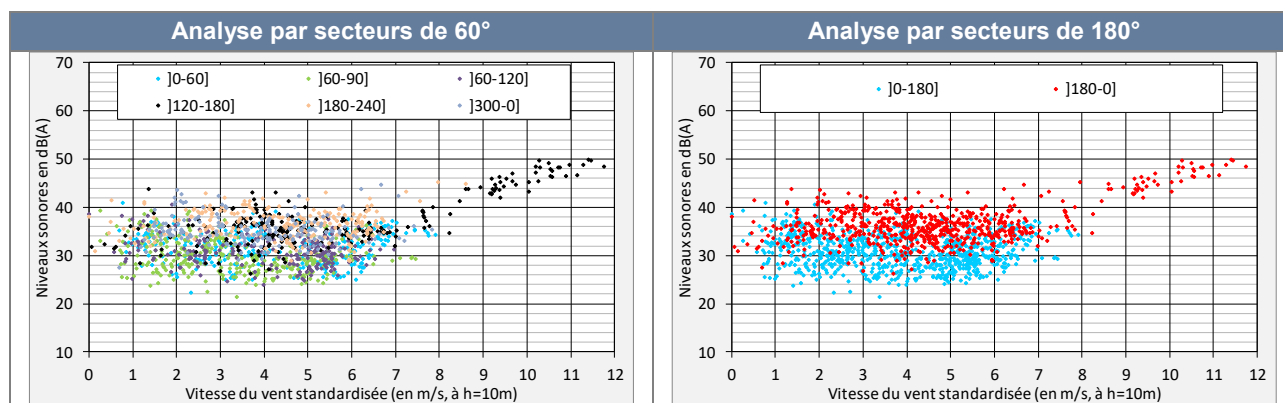 Analyse par secteurs de 60°
Analyse par secteurs de 180°
Niveaux sonores en dB(A)
70
60
50
40
30
20
10
]0-60]
]60-90]
]60-120]
]120-180]
]180-240]
]300-0]
0 1 2 3 4 5 6 7 8 9 10 11 12
Vitesse du vent standardisée (en m/s, à h=10m)
Niveaux sonores en dB(A)
70
60
50
40
30
20
10
]0-180]
]180-0]
0 1 2 3 4 5 6 7 8 9 10 11 12
Vitesse du vent standardisée (en m/s, à h=10m)